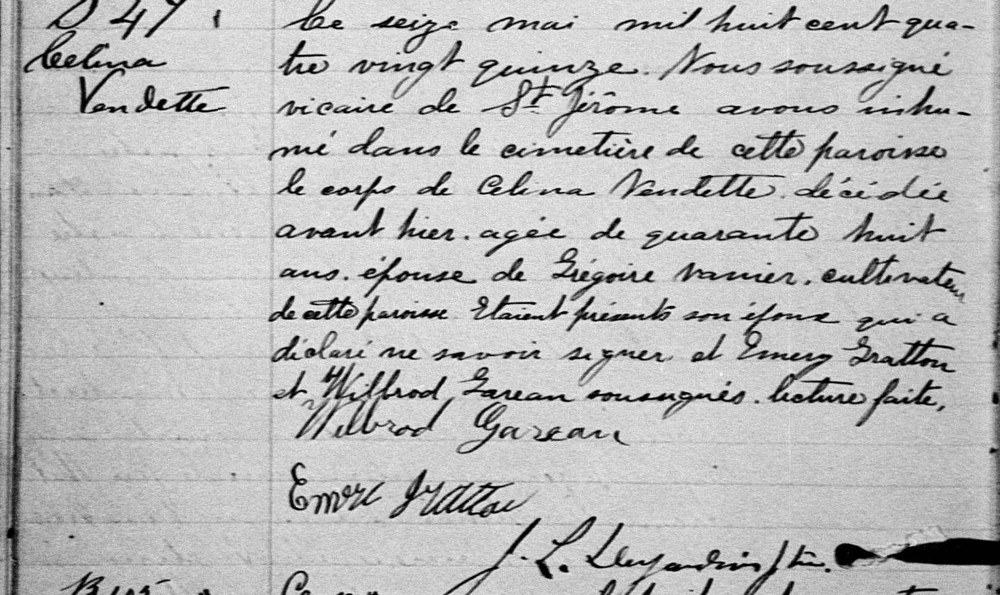 D 47
Celina
Vendette
Ce seize mai mil huit cent qua-
tre vingt quinze. Nous soussigné
vicaire de St Jérôme avons inhu-
mé dans le cimetière de cette paroisse
le corps de Celina Vendette. décédée
avant hier. agée de quarante huit
ans. épouse de Grégoire Vanier. cultivateur
de cette paroisse Etaient présents son époux qui a
déclaré ne savoir signer et Emery Gratton
et Wilbrod Gareau soussignés. lecture faite.
Wilbrod Gareau
Emery Gratton
J. L. Desjardins Ptre.